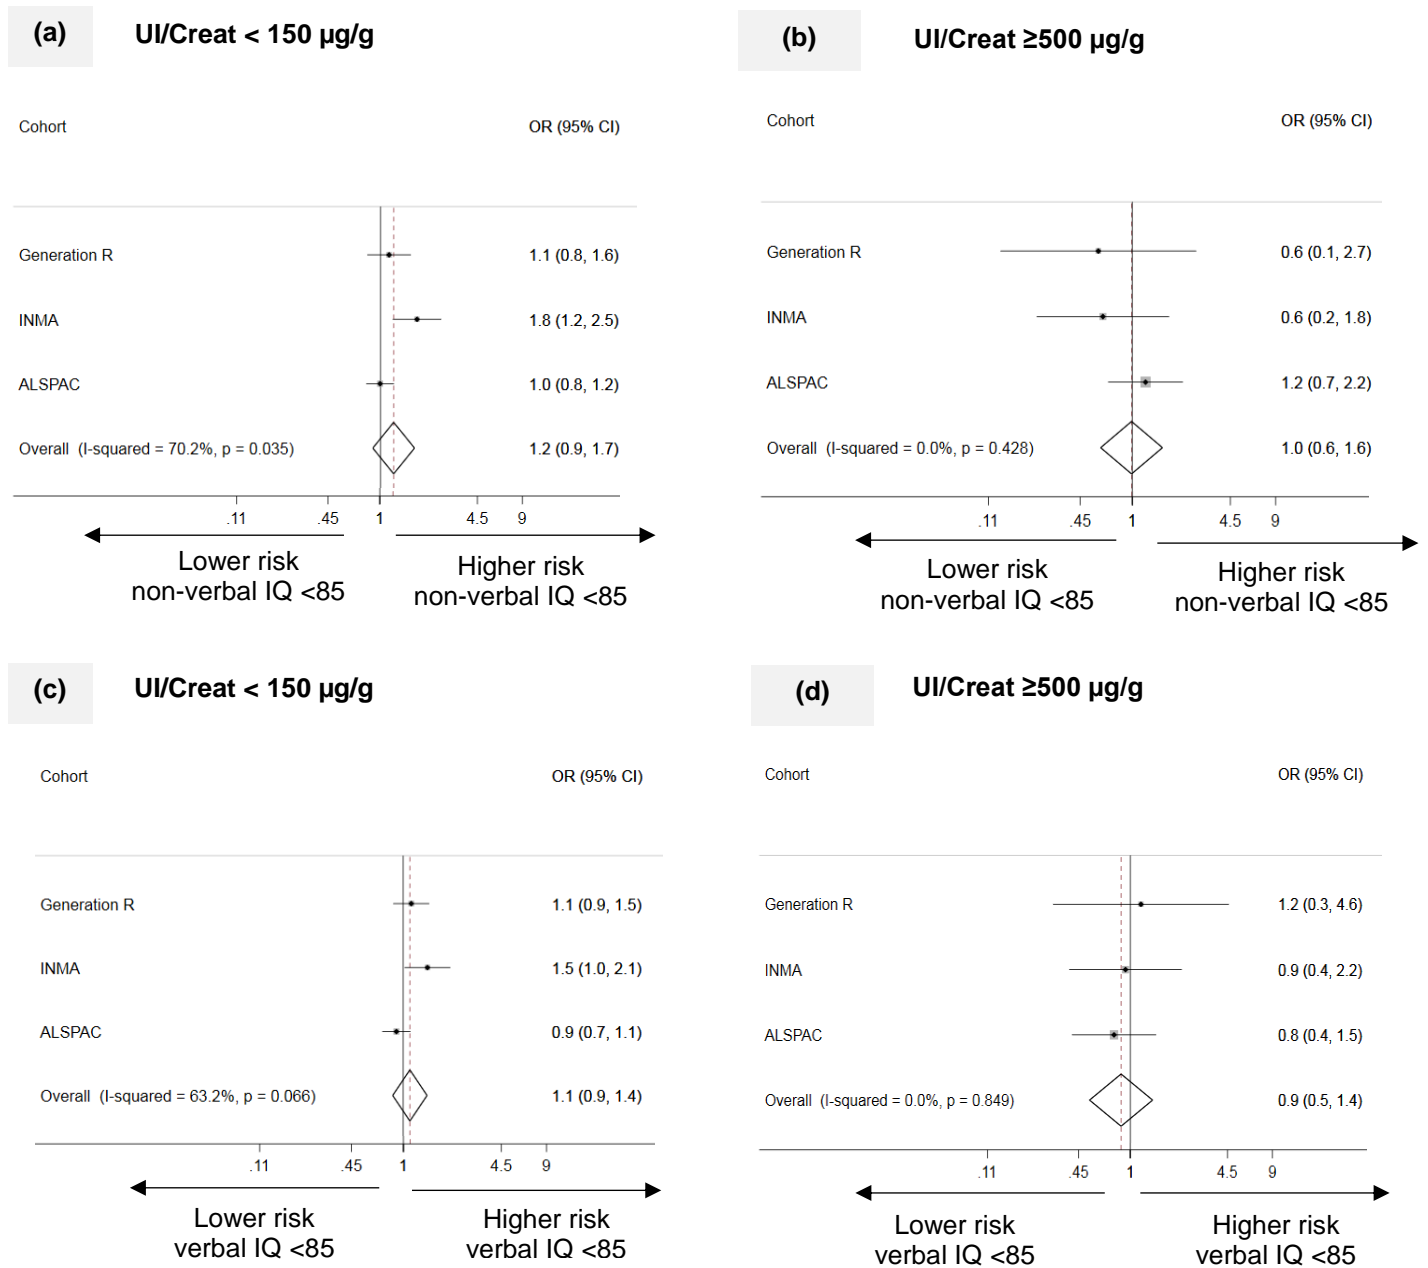 (a)
UI/Creat < 150 µg/g
Cohort
OR (95% CI)
Generation R
1.1 (0.8, 1.6)
INMA
1.8 (1.2, 2.5)
ALSPAC
1.0 (0.8, 1.2)
Overall (I-squared = 70.2%, p = 0.035)
1.2 (0.9, 1.7)
.11
.45
1
4.5
9
Lower risk
non-verbal IQ <85
Higher risk
non-verbal IQ <85
(b)
UI/Creat ≥500 µg/g
Cohort
OR (95% CI)
Generation R
0.6 (0.1, 2.7)
INMA
0.6 (0.2, 1.8)
ALSPAC
1.2 (0.7, 2.2)
Overall (I-squared = 0.0%, p = 0.428)
1.0 (0.6, 1.6)
.11
.45
1
4.5
9
Lower risk
non-verbal IQ <85
Higher risk
non-verbal IQ <85
(c)
UI/Creat < 150 µg/g
Cohort
OR (95% CI)
Generation R
1.1 (0.9, 1.5)
INMA
1.5 (1.0, 2.1)
ALSPAC
0.9 (0.7, 1.1)
Overall (I-squared = 63.2%, p = 0.066)
1.1 (0.9, 1.4)
.11
.45
1
4.5
9
Lower risk
verbal IQ <85
Higher risk
verbal IQ <85
(d)
UI/Creat ≥500 µg/g
Cohort
OR (95% CI)
Generation R
1.2 (0.3, 4.6)
INMA
0.9 (0.4, 2.2)
ALSPAC
0.8 (0.4, 1.5)
Overall (I-squared = 0.0%, p = 0.849)
0.9 (0.5, 1.4)
.11
.45
1
4.5
9
Lower risk
verbal IQ <85
Higher risk
verbal IQ <85